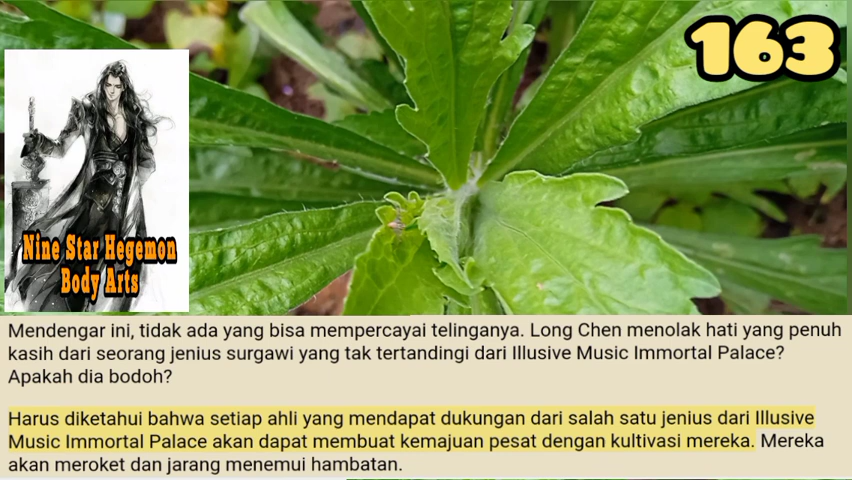 163
Nine Star Hegemon
Body Arts
Mendengar ini, tidak ada yang bisa mempercayai telinganya. Long Chen menolak hati yang penuh
kasih dari seorang jenius surgawi yang tak tertandingi dari Illusive Music Immortal Palace?
Apakah dia bodoh?
Harus diketahui bahwa setiap ahli yang mendapat dukungan dari salah satu jenius dari Illusive
Music Immortal Palace akan dapat membuat kemajuan pesat dengan kultivasi mereka. Mereka
akan meroket dan jarang menemui hambatan.